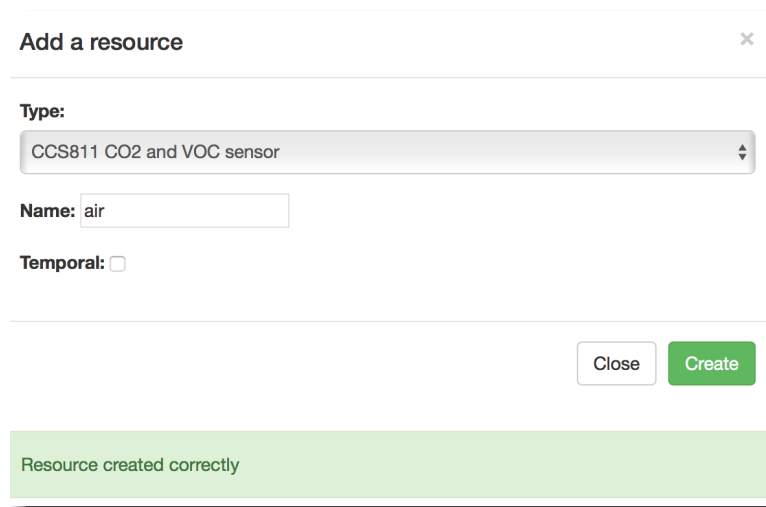 Add a resource ×
Type:
CCS811 CO2 and VOC sensor
Name: air
Temporal:
Close Create
Resource created correctly